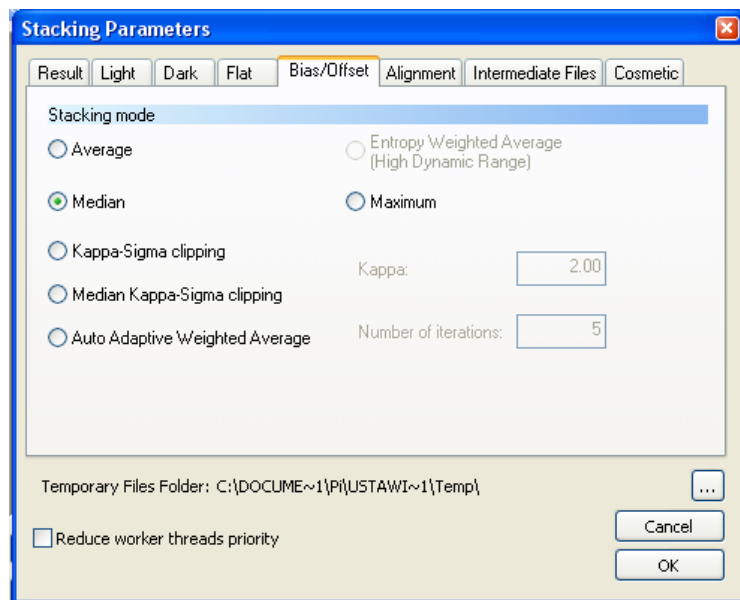 Stacking Parameters
Result Light Dark Flat Bias/Offset Alignment Intermediate Files Cosmetic
Stacking mode
Average
Entropy Weighted Average
(High Dynamic Range)
Median
Maximum
Kappa-Sigma clipping
Kappa: 2.00
Median Kappa-Sigma clipping
Auto Adaptive Weighted Average
Number of iterations: 5
Temporary Files Folder: C:\DOCUME~1\Pi\USTAWI~1\Temp\
...
Reduce worker threads priority
Cancel
OK